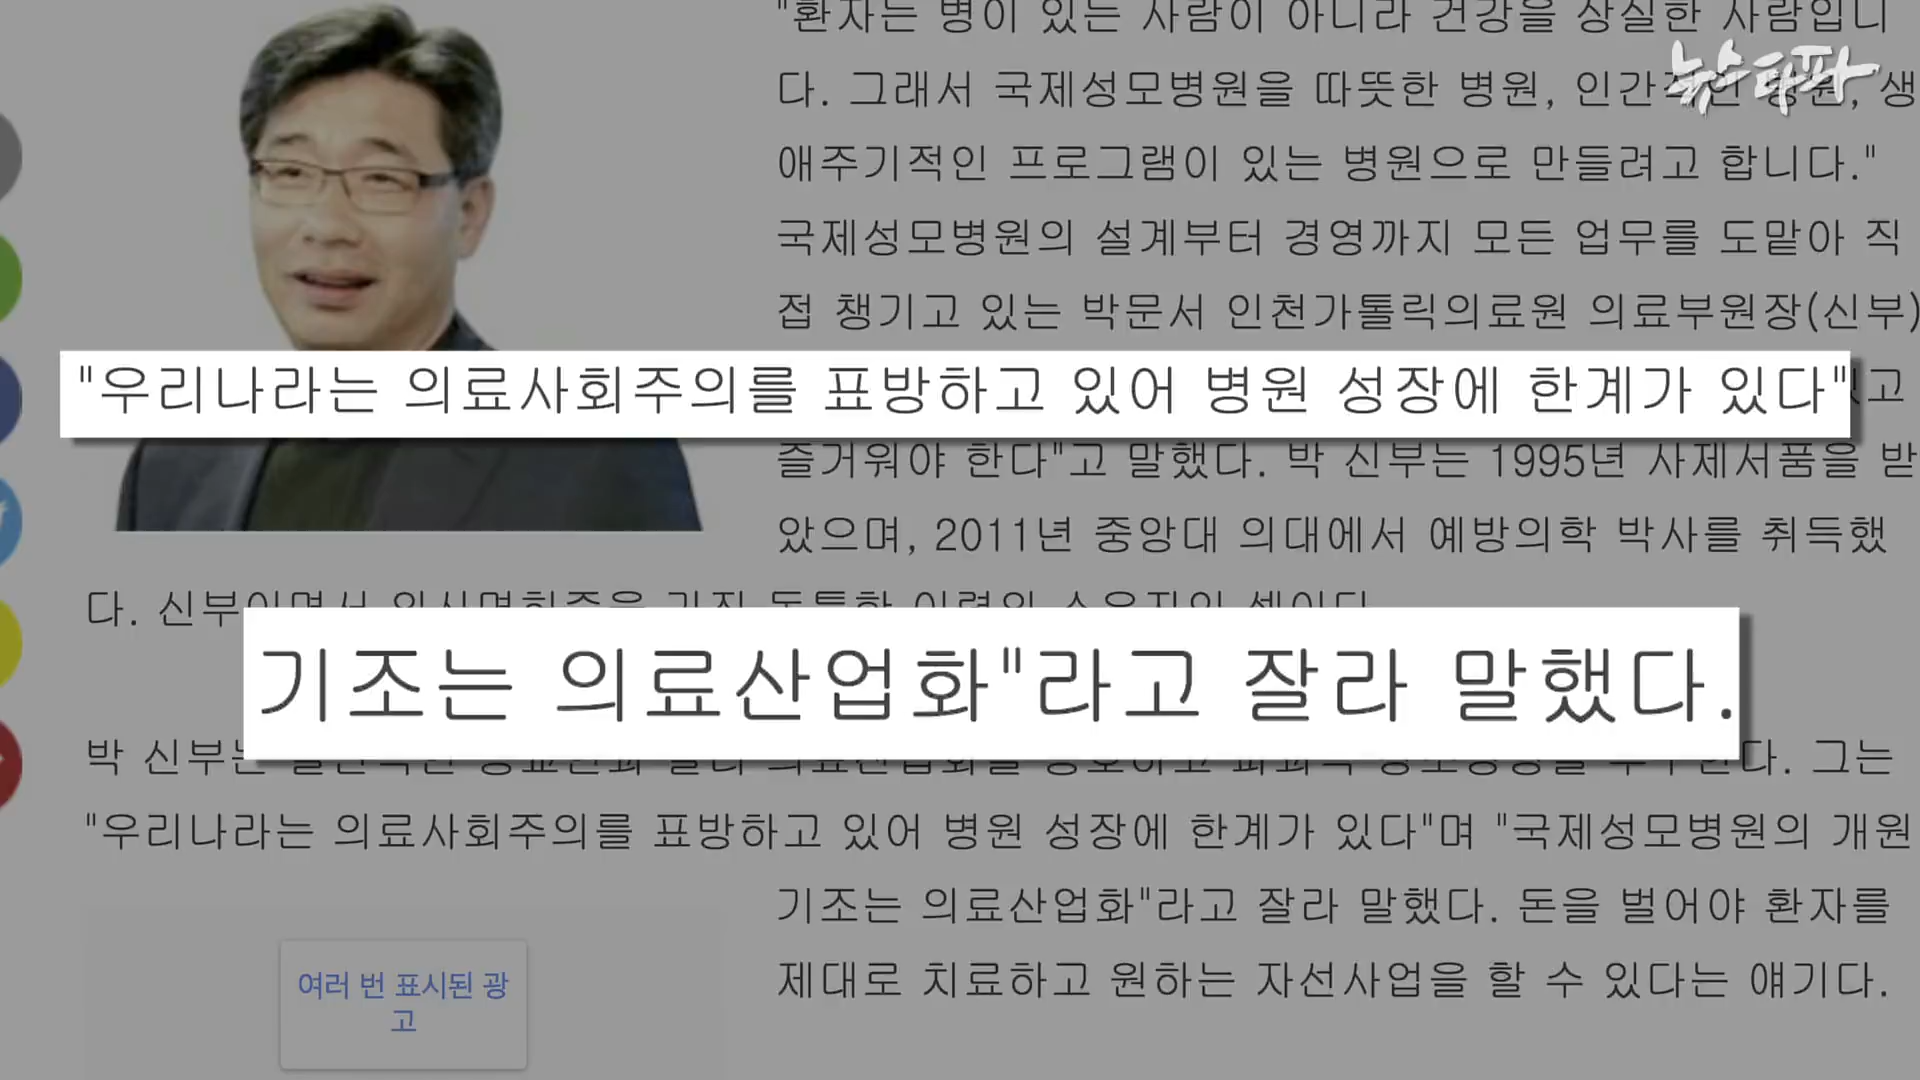 "환자는 병이 있는 사람이 아니라 건강을 상실한 사람입니
뉴스타파
다. 그래서 국제성모병원을 따뜻한 병원, 인간적인 병원, 생
애주기적인 프로그램이 있는 병원으로 만들려고 합니다."
국제성모병원의 설계부터 경영까지 모든 업무를 도맡아 직
접 챙기고 있는 박문서 인천가톨릭의료원 의료부원장(신부)
"우리나라는 의료사회주의를 표방하고 있어 병원 성장에 한계가 있다"
있고
즐거워야 한다"고 말했다. 박 신부는 1995년 사제서품을 받
았으며, 2011년 중앙대 의대에서 예방의학 박사를 취득했
다.
기조는 의료산업화"라고 잘라 말했다.
박 신부는 그는
"우리나라는 의료사회주의를 표방하고 있어 병원 성장에 한계가 있다"며 "국제성모병원의 개원
기조는 의료산업화"라고 잘라 말했다. 돈을 벌어야 환자를
제대로 치료하고 원하는 자선사업을 할 수 있다는 얘기다.
여러 번 표시된 광
고